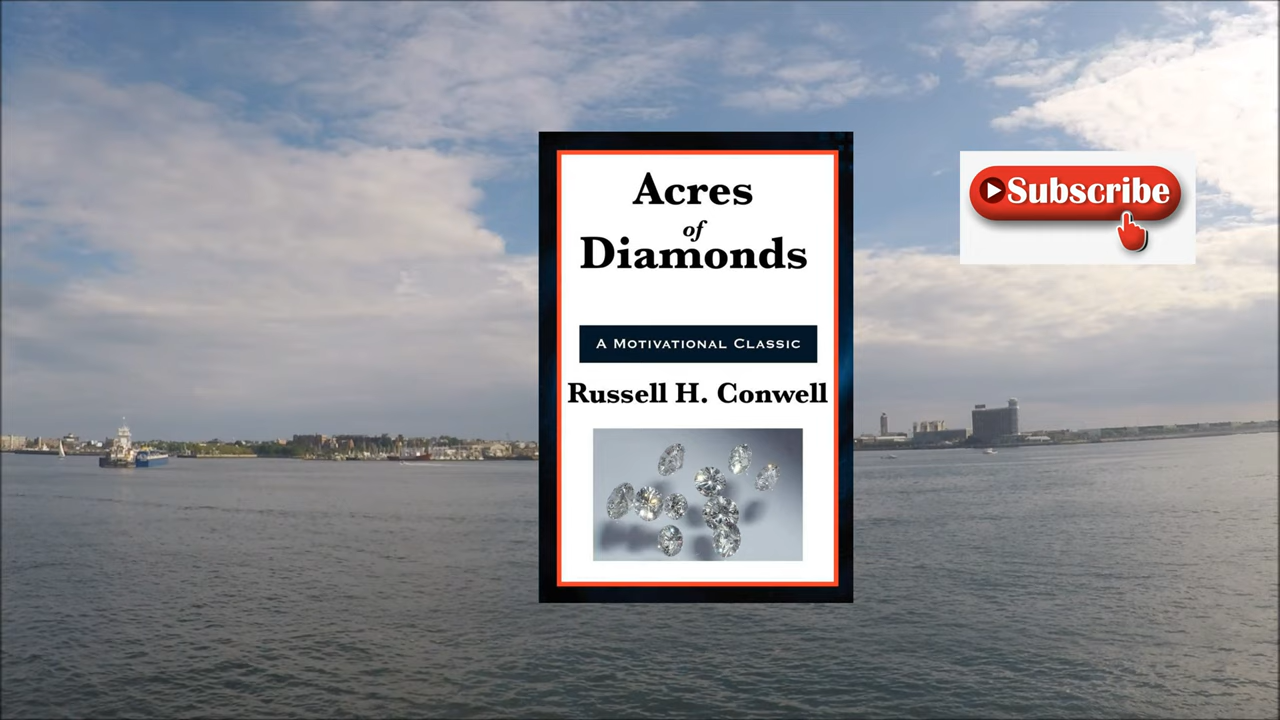 Acres
of
Diamonds
A Motivational Classic
Russell H. Conwell
Subscribe